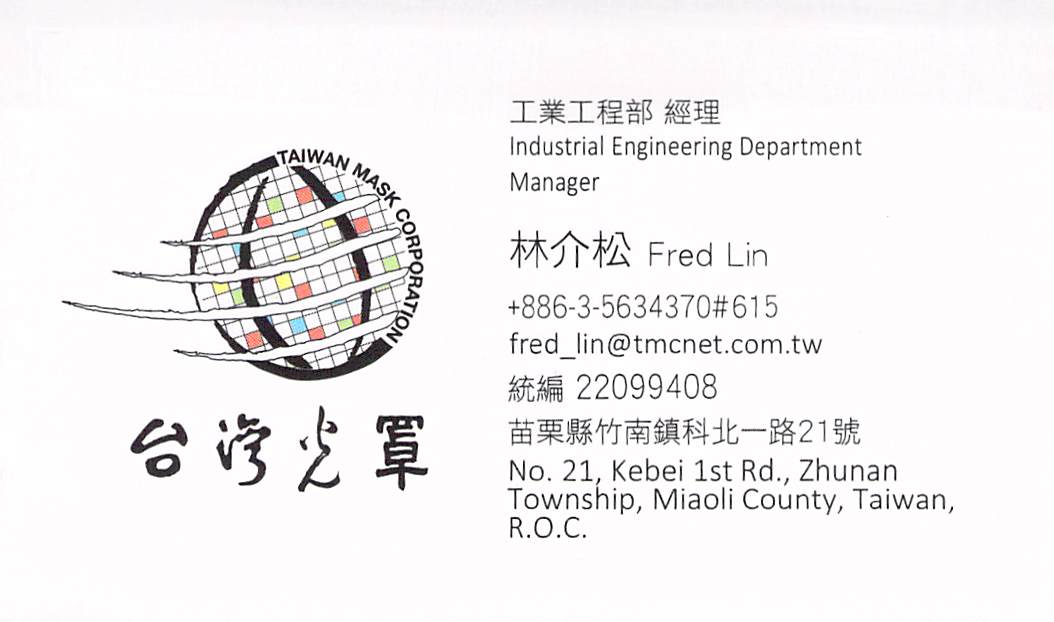 TAIWAN MASK CORPORATION
台灣光罩
工業工程部 經理
Industrial Engineering Department
Manager
林介松 Fred Lin
+886-3-5634370#615
fred_lin@tmcnet.com.tw
統編 22099408
苗栗縣竹南鎮科北一路21號
No. 21, Kebei 1st Rd., Zhunan
Township, Miaoli County, Taiwan,
R.O.C.